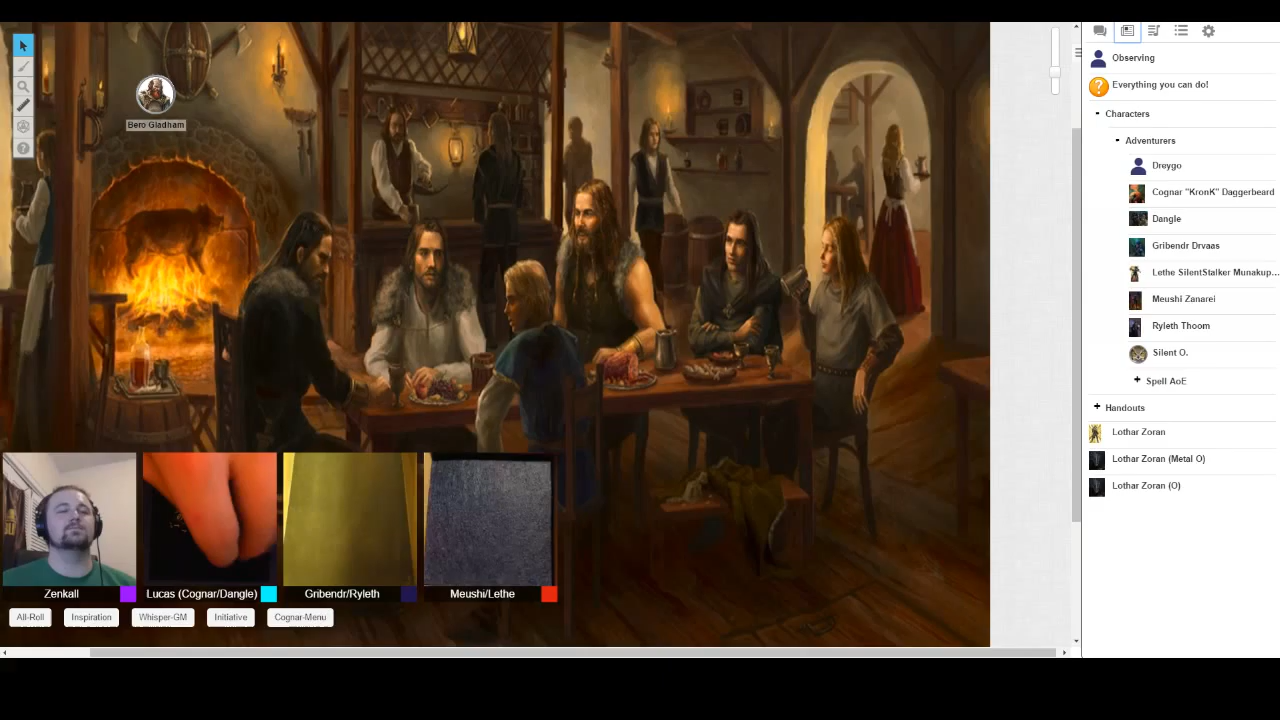 Bero Gladham
Zenkall
Lucas (Cognar/Dangle)
Gribendr/Ryleth
Meushi/Lethe
All-Roll
Inspiration
Whisper-GM
Initiative
Cognar-Menu
Observing
Everything you can do!
Characters
Adventurers
Dreygo
Cognar "KronK" Daggerbeard
Dangle
Gribendr Drvaas
Lethe SilentStalker Munakup...
Meushi Zanarei
Ryleth Thoom
Silent O.
Spell AoE
Handouts
Lothar Zoran
Lothar Zoran (Metal O)
Lothar Zoran (O)